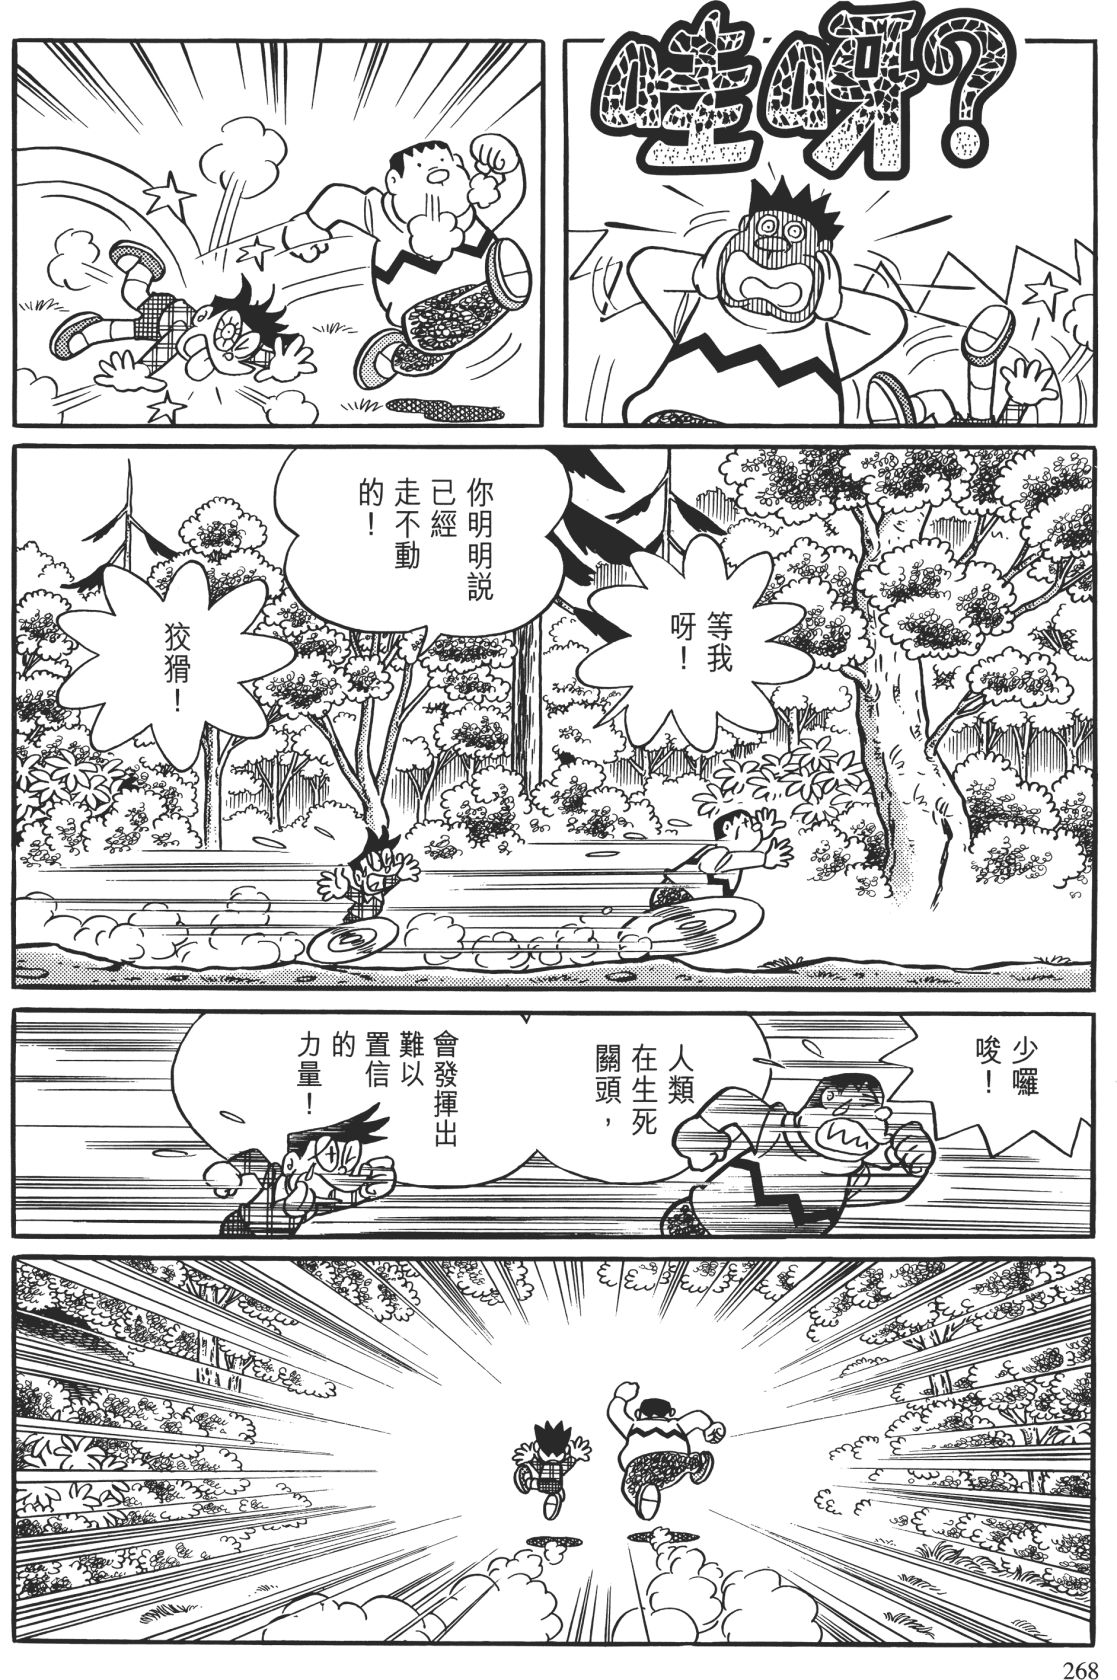 哇呀？
等我
呀！
你明明說
已經
走不動
的！
狡猾！
少囉
唆！
人類
在生死
關頭，
會發揮出
難以
置信
的
力量！
268